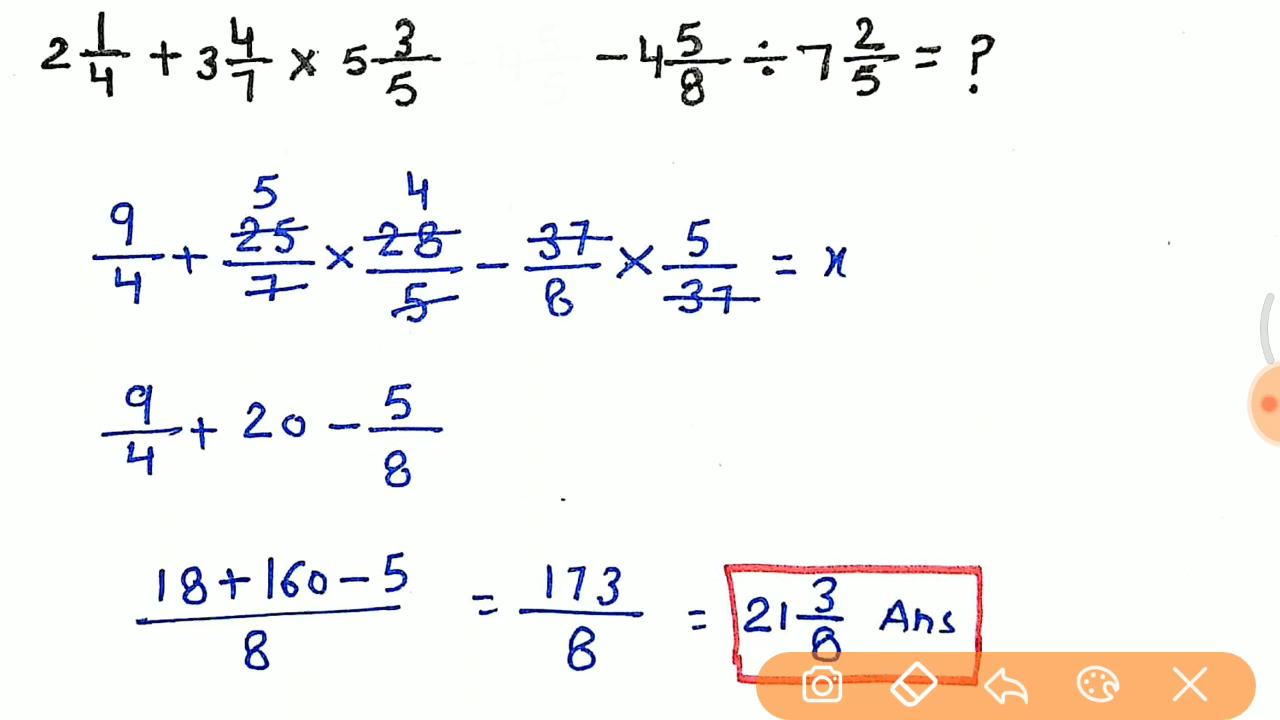 2 1/4 + 3 4/7 × 5 3/5 - 4 5/8 ÷ 7 2/5 = ?
9/4 + 25/7 × 28/5 - 37/8 × 5/37 = x
5 4
9/4 + 20 - 5/8
18+160-5/8 = 173/8 = 21 3/8 Ans